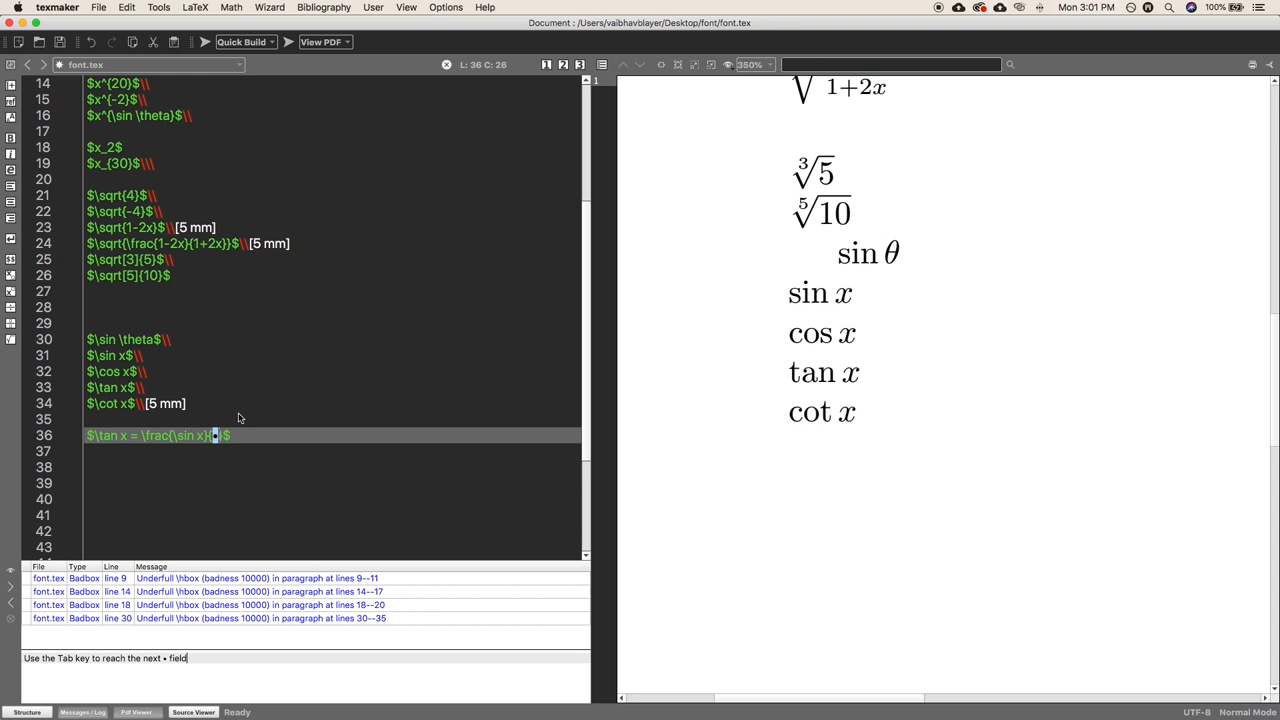 texmaker File Edit Tools LaTeX Math Wizard Bibliography User View Options Help 100% Mon 3:01 PM
Document : /Users/vaibhavblayer/Desktop/font/font.tex
Quick Build View PDF
font.tex L: 36 C: 26 1 2 3 350%
14 $x^{20}$\\
15 $x^{-2}$\\
16 $x^{\sin \theta}$\\
17
18 $x_2$
19 $x_{30}$\\\
20
21 $\sqrt{4}$\\
22 $\sqrt{-4}$\\
23 $\sqrt{1-2x}$\\[5 mm]
24 $\sqrt{\frac{1-2x}{1+2x}}$\\[5 mm]
25 $\sqrt[3]{5}$\\
26 $\sqrt[5]{10}$
27
28
29
30 $\sin \theta$\\
31 $\sin x$\\
32 $\cos x$\\
33 $\tan x$\\
34 $\cot x$\\[5 mm]
35
36 $\tan x = \frac{\sin x}{•}$
37
38
39
40
41
42
43
1
√ 1+2x
∛5
⁵√10
sin θ
sin x
cos x
tan x
cot x
File Type Line Message
font.tex Badbox line 9 Underfull \hbox (badness 10000) in paragraph at lines 9--11
font.tex Badbox line 14 Underfull \hbox (badness 10000) in paragraph at lines 14--17
font.tex Badbox line 18 Underfull \hbox (badness 10000) in paragraph at lines 18--20
font.tex Badbox line 30 Underfull \hbox (badness 10000) in paragraph at lines 30--35
Use the Tab key to reach the next • field
Structure Messages / Log Pdf Viewer Source Viewer Ready UTF-8 Normal Mode